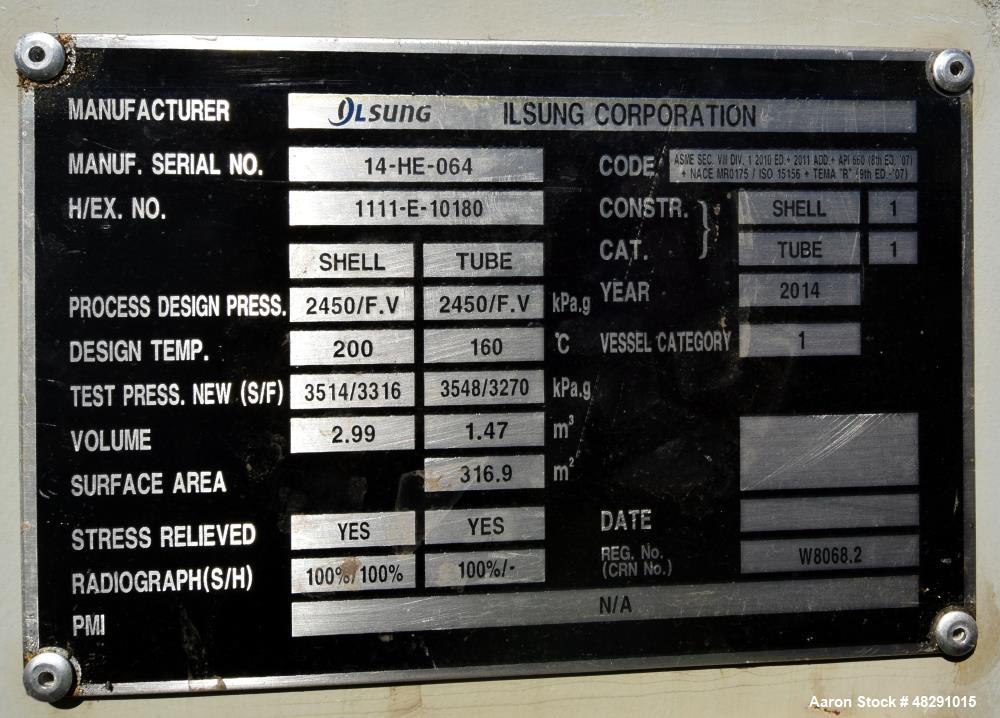 MANUFACTURER ILSUNG ILSUNG CORPORATION
MANUF. SERIAL NO. 14-HE-064 CODE ASME SEC. VIII DIV. 1 2010 ED.+ 2011 ADD.+ API 660 (8th ED. '07)
+ NACE MR0175 / ISO 15156 + TEMA "R" (9th ED.-'07)
H/EX. NO. 1111-E-10180 CONSTR. SHELL 1
CAT. TUBE 1
SHELL TUBE
PROCESS DESIGN PRESS. 2450/F.V 2450/F.V kPa.g YEAR 2014
DESIGN TEMP. 200 160 ℃ VESSEL CATEGORY 1
TEST PRESS. NEW (S/F) 3514/3316 3548/3270 kPa.g
VOLUME 2.99 1.47 m³
SURFACE AREA 316.9 m²
STRESS RELIEVED YES YES DATE
RADIOGRAPH(S/H) 100%/100% 100%/- REG. No.
(CRN No.) W8068.2
PMI N/A
Aaron Stock # 48291015